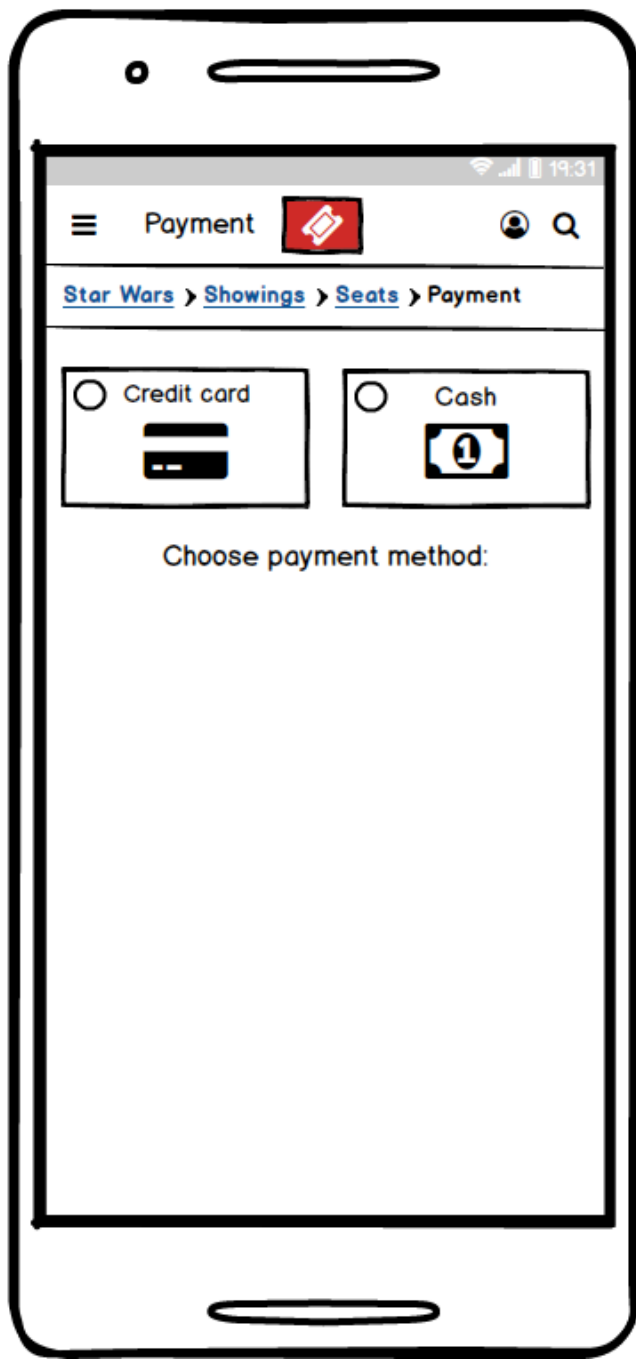 19:31
Payment
Star Wars ❯ Showings ❯ Seats ❯ Payment
Credit card
Cash
1
Choose payment method: